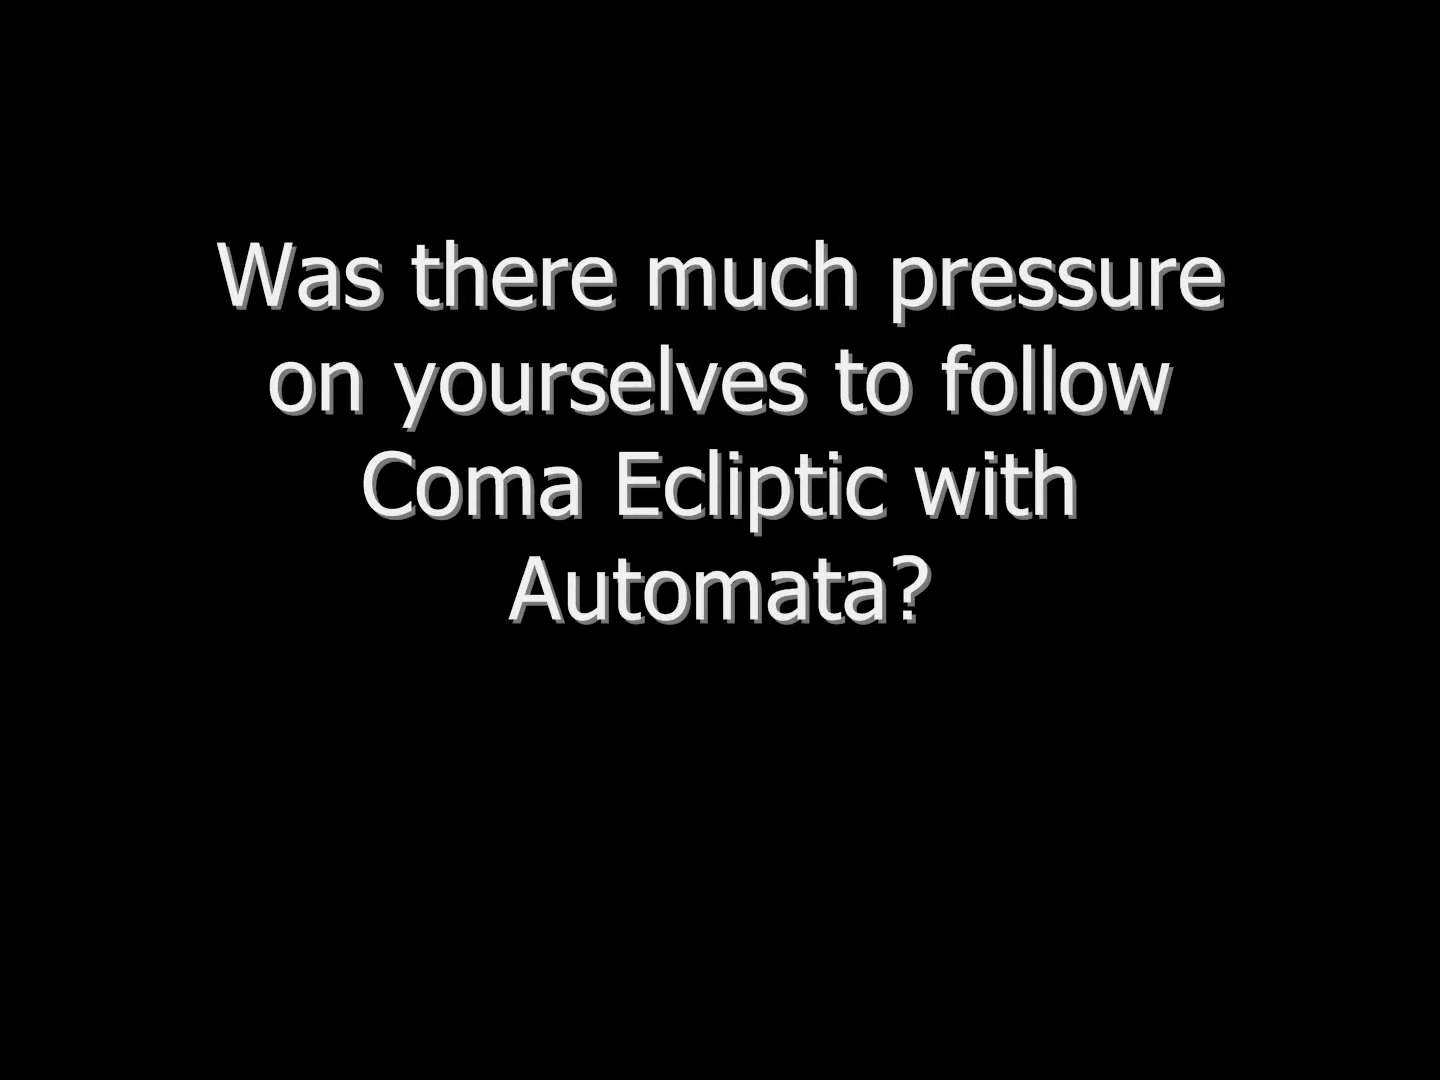 Was there much pressure
on yourselves to follow
Coma Ecliptic with
Automata?